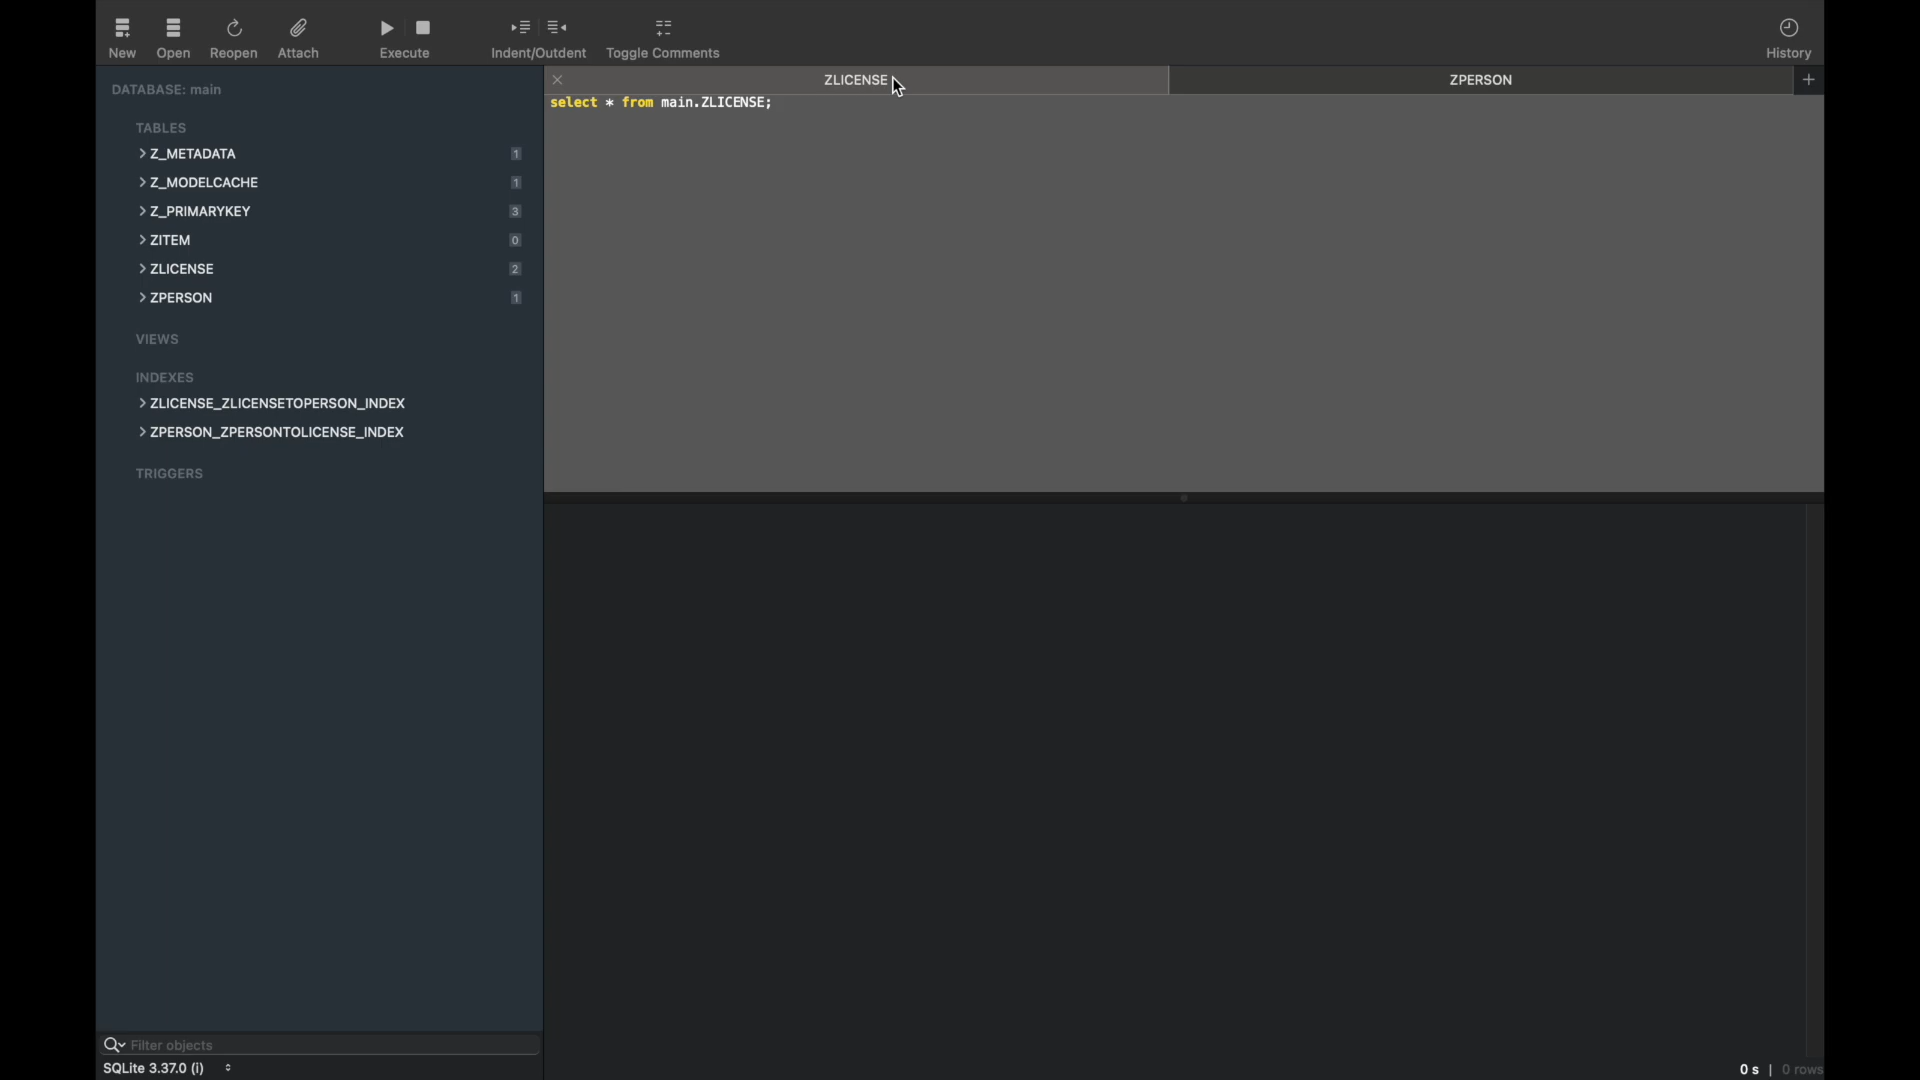 New Open Reopen Attach Execute Indent/Outdent Toggle Comments History
DATABASE: main
TABLES
Z_METADATA 1
Z_MODELCACHE 1
Z_PRIMARYKEY 3
ZITEM 0
ZLICENSE 2
ZPERSON 1
VIEWS
INDEXES
ZLICENSE_ZLICENSETOPERSON_INDEX
ZPERSON_ZPERSONTOLICENSE_INDEX
TRIGGERS
Filter objects
SQLite 3.37.0 (i)
ZLICENSE ZPERSON
select * from main.ZLICENSE;
0 s | 0 rows